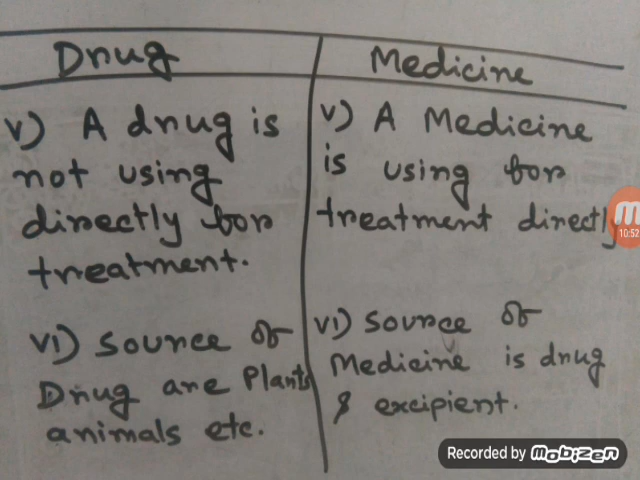 Drug
Medicine
v) A drug is
not using
directly for
treatment.
v) A Medicine
is using for
treatment directly
vi) Source of
Drug are Plants
animals etc.
vi) Source of
Medicine is drug
& excipient.
10:52
Recorded by mobizen